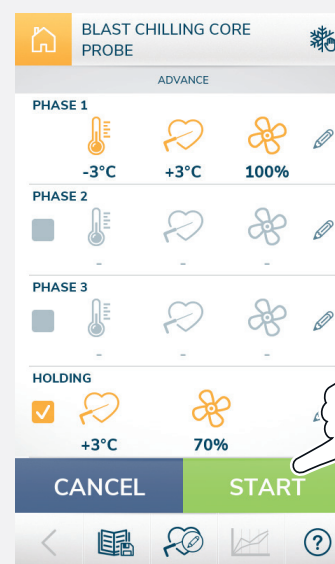 BLAST CHILLING CORE
PROBE
ADVANCE
PHASE 1
-3°C +3°C 100%
PHASE 2
- - -
PHASE 3
- - -
HOLDING
+3°C 70%
CANCEL START
?